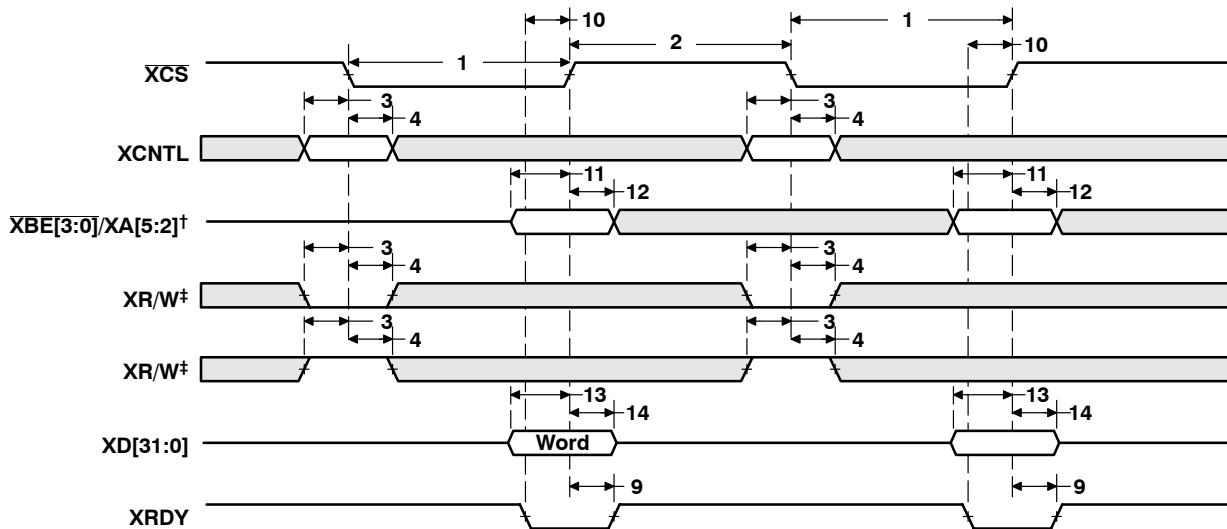 10 1
2 10
1
XCS
3 3
4 4
XCNTL
11 11
12 12
XBE[3:0]/XA[5:2]†
3 3
4 4
XR/W‡
3 3
4 4
XR/W‡
13 13
14 14
XD[31:0] Word
9 9
XRDY